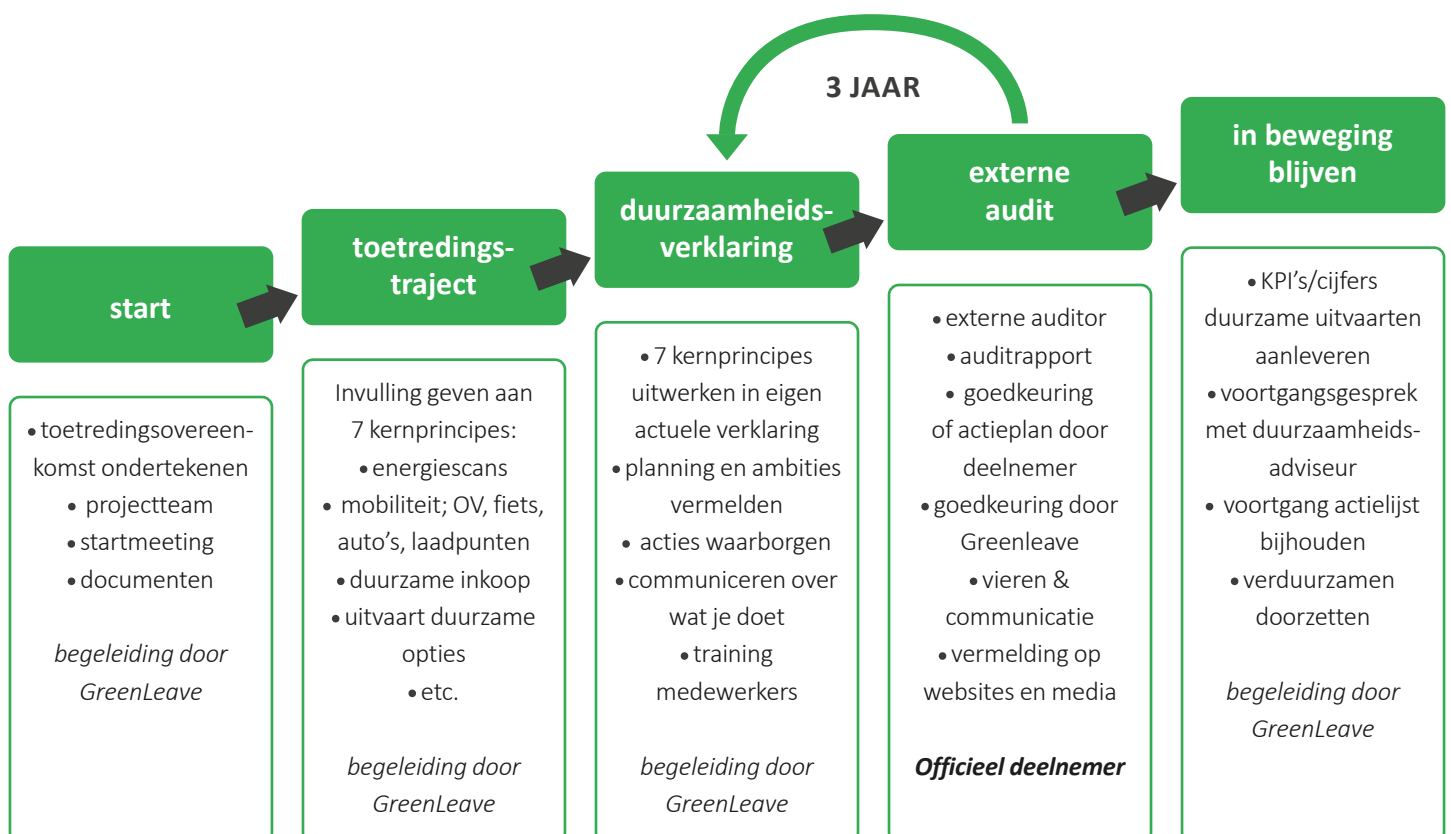 3 JAAR
start
• toetredingsovereen-
komst ondertekenen
• projectteam
• startmeeting
• documenten
begeleiding door
GreenLeave
toetredings-
traject
Invulling geven aan
7 kernprincipes:
• energiescans
• mobiliteit; OV, fiets,
auto’s, laadpunten
• duurzame inkoop
• uitvaart duurzame
opties
• etc.
begeleiding door
GreenLeave
duurzaamheids-
verklaring
• 7 kernprincipes
uitwerken in eigen
actuele verklaring
• planning en ambities
vermelden
• acties waarborgen
• communiceren over
wat je doet
• training
medewerkers
begeleiding door
GreenLeave
externe
audit
• externe auditor
• auditrapport
• goedkeuring
of actieplan door
deelnemer
• goedkeuring door
Greenleave
• vieren &
communicatie
• vermelding op
websites en media
Officieel deelnemer
in beweging
blijven
• KPI’s/cijfers
duurzame uitvaarten
aanleveren
• voortgangsgesprek
met duurzaamheids-
adviseur
• voortgang actielijst
bijhouden
• verduurzamen
doorzetten
begeleiding door
GreenLeave